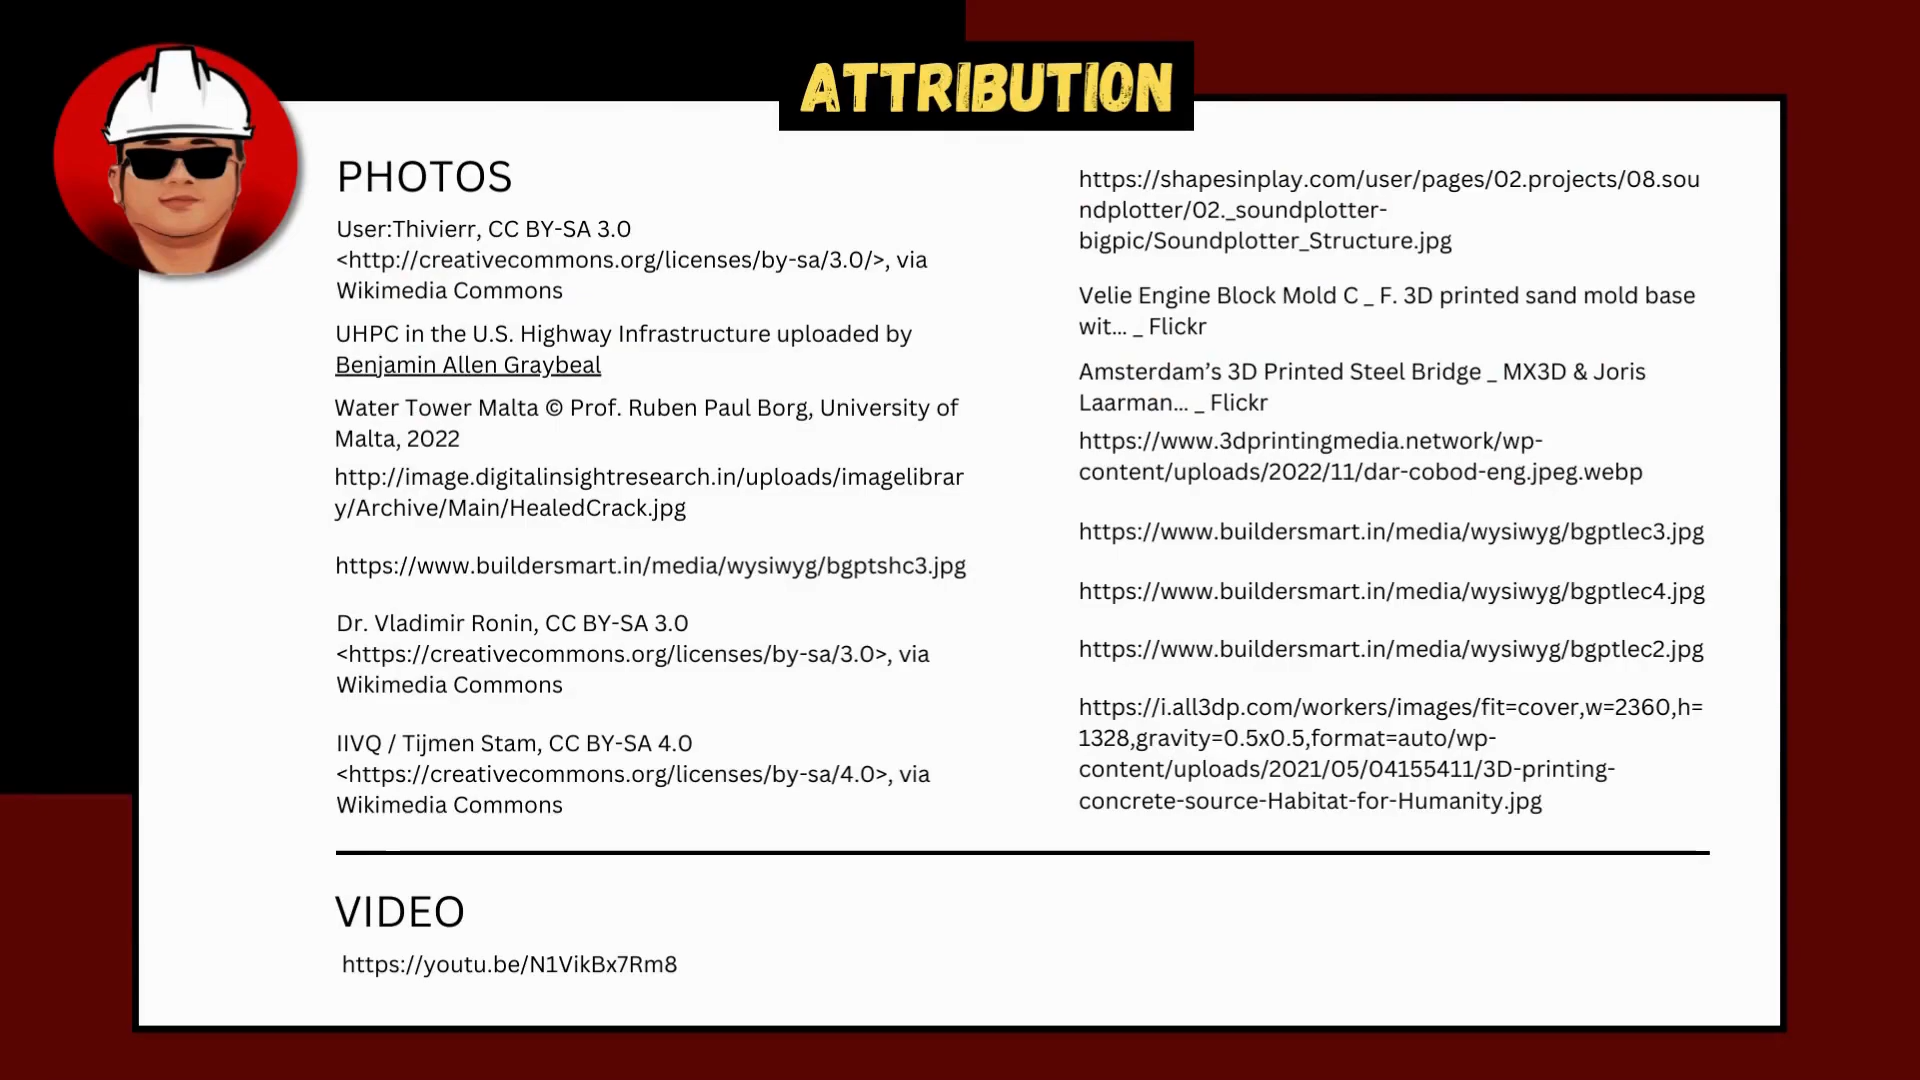 ATTRIBUTION
PHOTOS
User:Thivierr, CC BY-SA 3.0
<http://creativecommons.org/licenses/by-sa/3.0/>, via
Wikimedia Commons
UHPC in the U.S. Highway Infrastructure uploaded by
Benjamin Allen Graybeal
Water Tower Malta © Prof. Ruben Paul Borg, University of
Malta, 2022
http://image.digitalinsightresearch.in/uploads/imagelibrar
y/Archive/Main/HealedCrack.jpg
https://www.buildersmart.in/media/wysiwyg/bgptshc3.jpg
Dr. Vladimir Ronin, CC BY-SA 3.0
<https://creativecommons.org/licenses/by-sa/3.0>, via
Wikimedia Commons
IIVQ / Tijmen Stam, CC BY-SA 4.0
<https://creativecommons.org/licenses/by-sa/4.0>, via
Wikimedia Commons
https://shapesinplay.com/user/pages/02.projects/08.sou
ndplotter/02._soundplotter-
bigpic/Soundplotter_Structure.jpg
Velie Engine Block Mold C _ F. 3D printed sand mold base
wit… _ Flickr
Amsterdam’s 3D Printed Steel Bridge _ MX3D & Joris
Laarman… _ Flickr
https://www.3dprintingmedia.network/wp-
content/uploads/2022/11/dar-cobod-eng.jpeg.webp
https://www.buildersmart.in/media/wysiwyg/bgptlec3.jpg
https://www.buildersmart.in/media/wysiwyg/bgptlec4.jpg
https://www.buildersmart.in/media/wysiwyg/bgptlec2.jpg
https://i.all3dp.com/workers/images/fit=cover,w=2360,h=
1328,gravity=0.5x0.5,format=auto/wp-
content/uploads/2021/05/04155411/3D-printing-
concrete-source-Habitat-for-Humanity.jpg
VIDEO
https://youtu.be/N1VikBx7Rm8